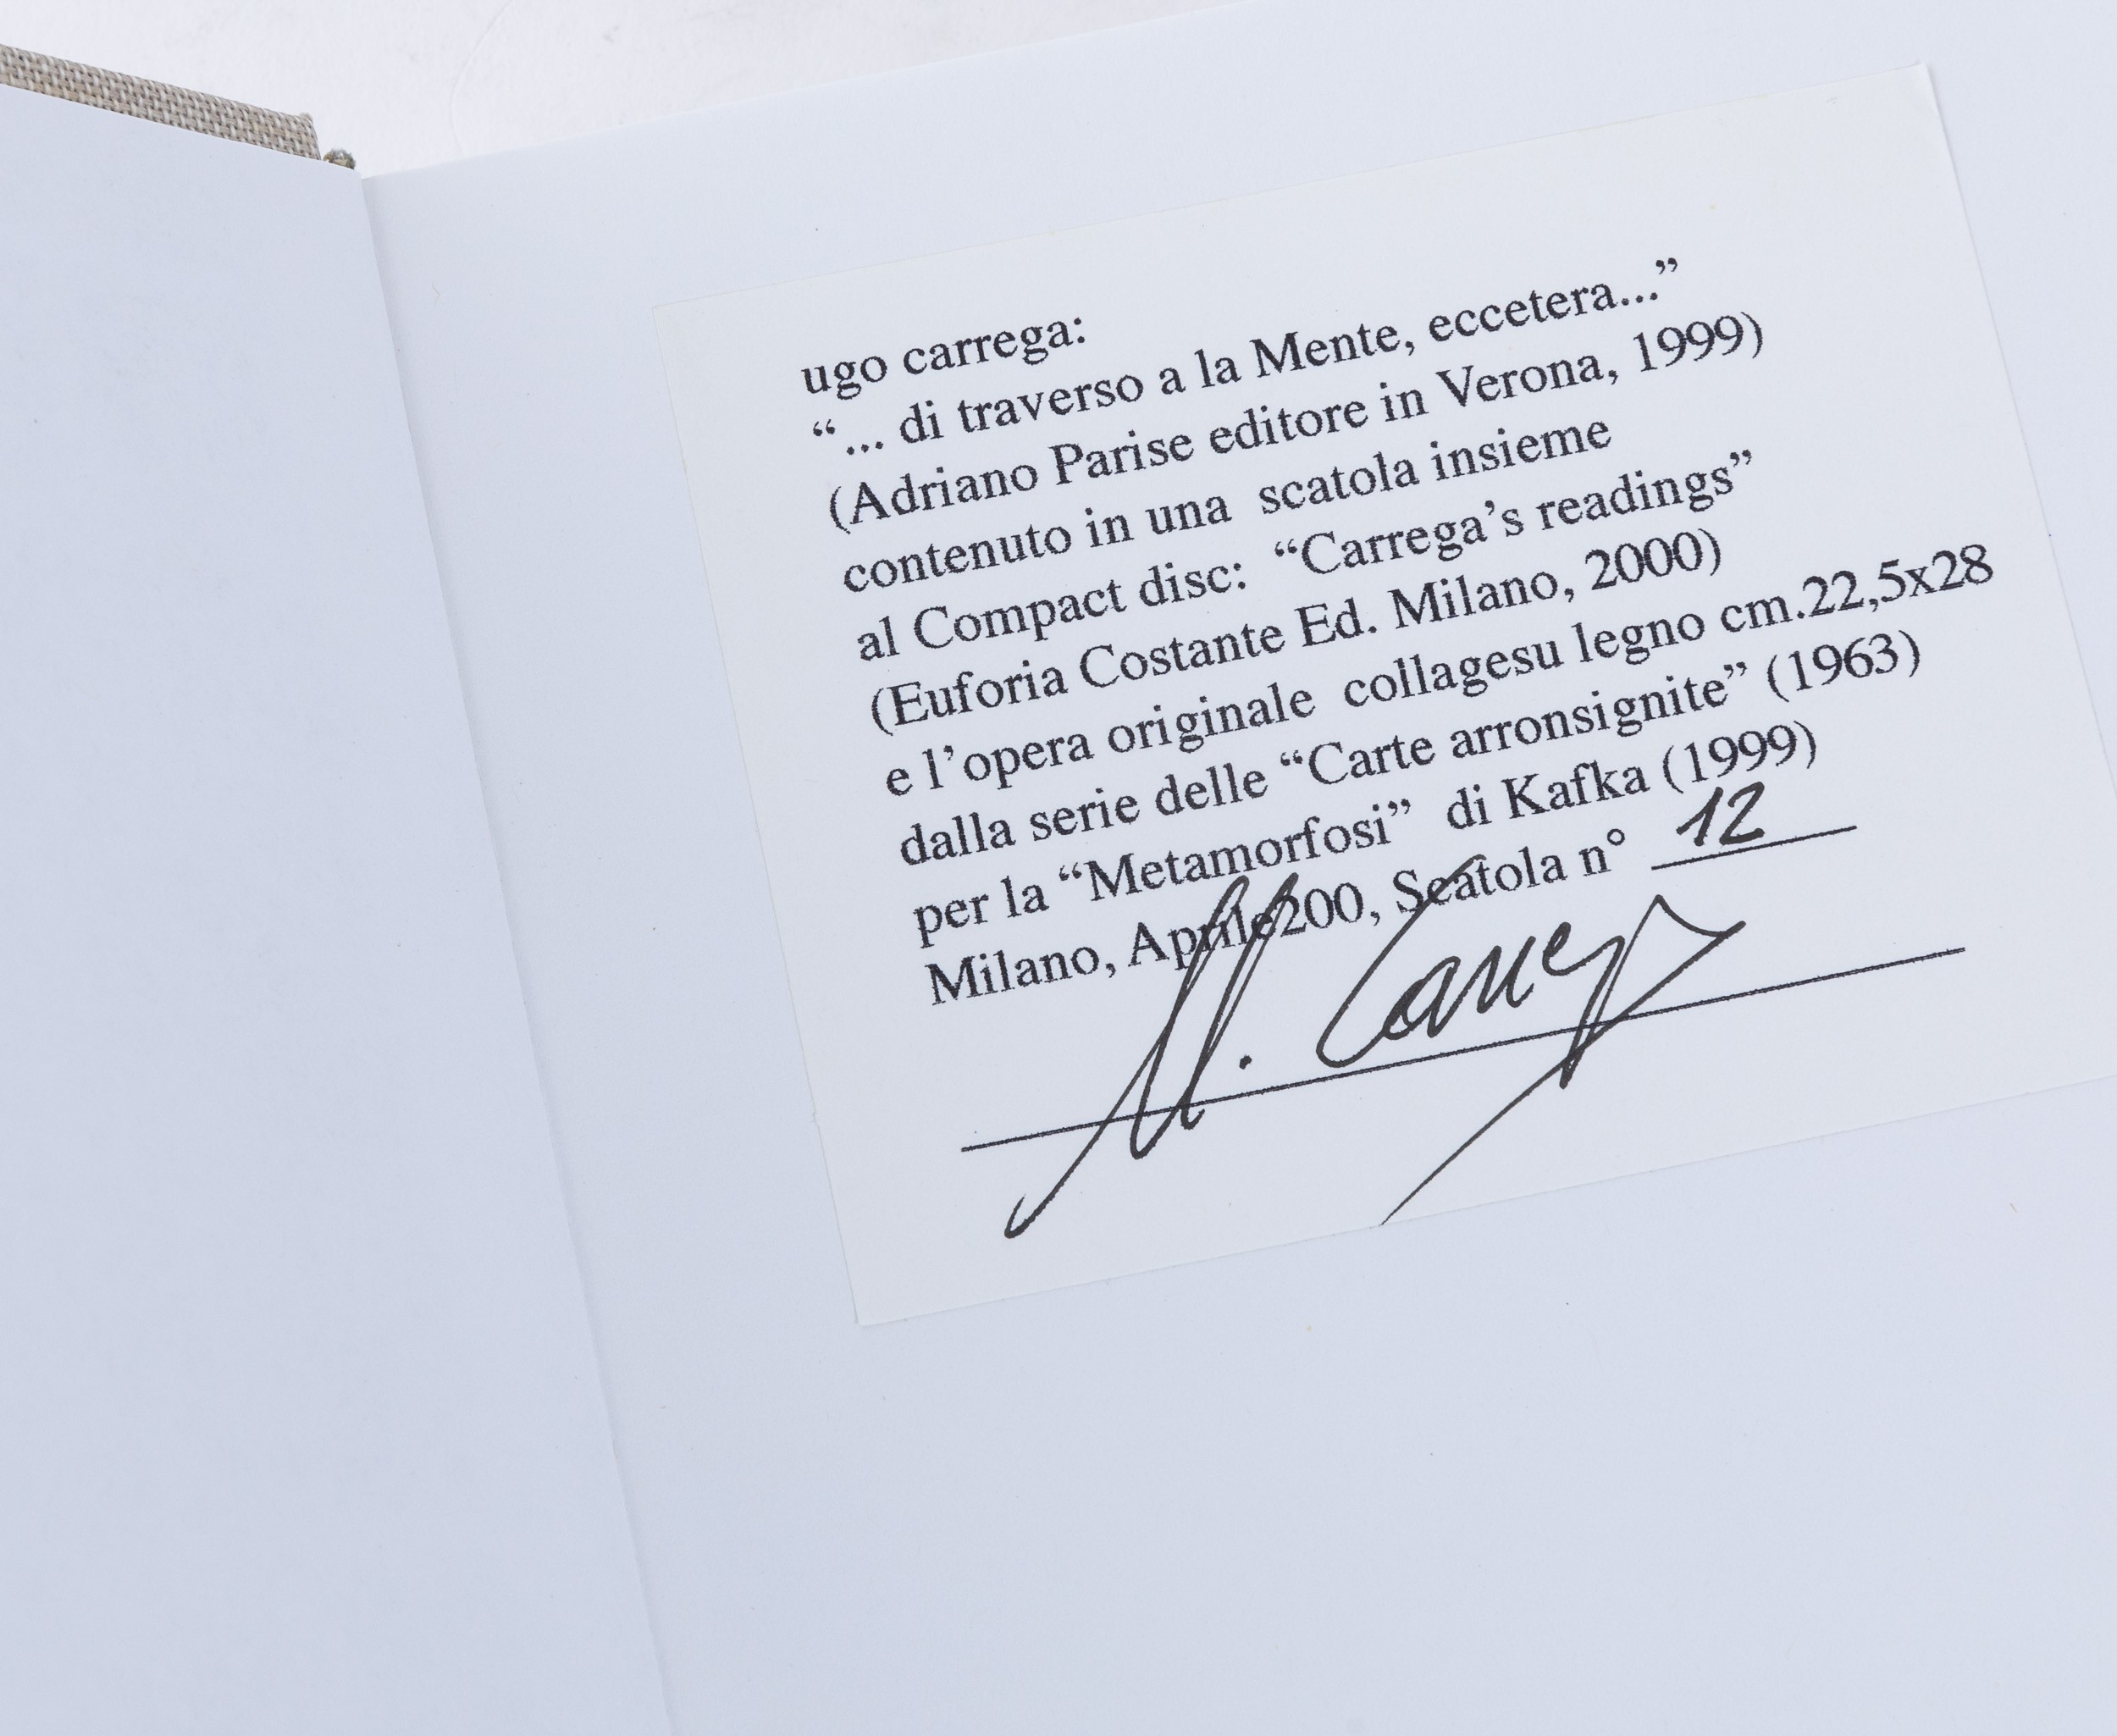 ugo carrega:
“... di traverso a la Mente, eccetera...”
(Adriano Parise editore in Verona, 1999)
contenuto in una scatola insieme
al Compact disc: “Carrega’s readings”
(Euforia Costante Ed. Milano, 2000)
e l’opera originale collagesu legno cm.22,5x28
dalla serie delle “Carte arronsignite” (1963)
per la “Metamorfosi” di Kafka (1999)
Milano, Aprile200, Scatola n° 12
U. Carrega